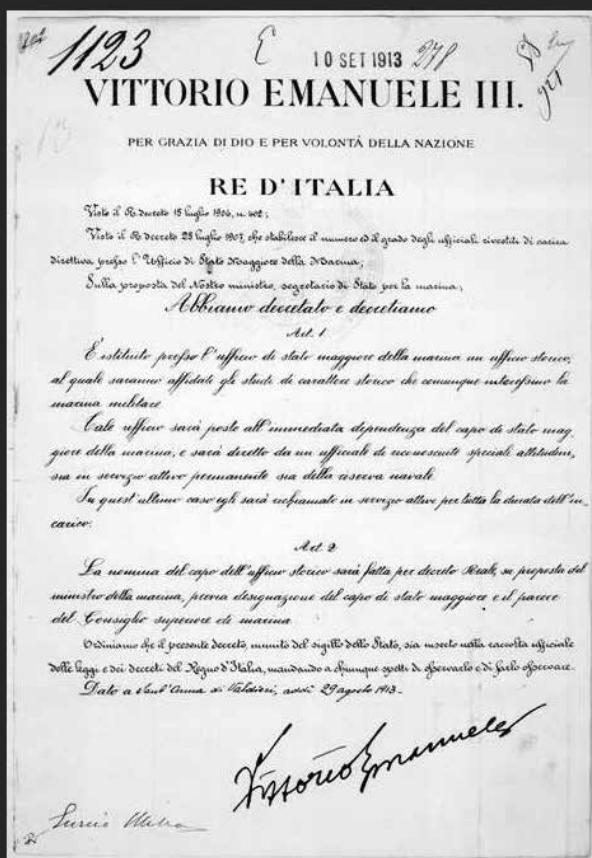 1123
E
10 SET 1913 278
VITTORIO EMANUELE III.
PER GRAZIA DI DIO E PER VOLONTÁ DELLA NAZIONE
RE D'ITALIA
Visto il R. decreto 15 luglio 1906, n. 402;
Visto il R. decreto 25 luglio 1907, che stabilisce il numero ed il grado degli ufficiali rivestiti di carica
direttiva presso l'Ufficio di Stato Maggiore della Marina;
Sulla proposta del Nostro ministro, segretario di Stato per la marina;
Abbiamo decretato e decretiamo
Art. 1
E' istituito presso l'ufficio di stato maggiore della marina un ufficio storico,
al quale saranno affidati gli studi di carattere storico che comunque interessino la
marina militare
Tale ufficio sarà posto all'immediata dipendenza del capo di stato mag-
giore della marina, e sarà diretto da un ufficiale di riconosciute speciali attitudini,
sia in servizio attivo permanente sia della riserva navale
In quest'ultimo caso egli sarà richiamato in servizio attivo per tutta la durata dell'in-
carico.
Art. 2
La nomina del capo dell'ufficio storico sarà fatta per decreto Reale, su proposta del
ministro della marina, previa designazione del capo di stato maggiore e il parere
del Consiglio superiore di marina
Ordiniamo che il presente decreto, munito del sigillo dello Stato, sia inserto nella raccolta ufficiale
delle leggi e dei decreti del Regno d'Italia, mandando a chiunque spetti di osservarlo e di farlo osservare.
Dato a Sant'Anna di Valdieri, addì 29 agosto 1913.-
Vittorio Emanuele